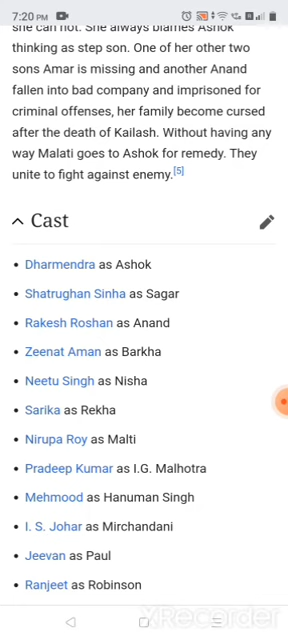 7:20 PM
she can not. She always blames Ashok
thinking as step son. One of her other two
sons Amar is missing and another Anand
fallen into bad company and imprisoned for
criminal offenses, her family become cursed
after the death of Kailash. Without having any
way Malati goes to Ashok for remedy. They
unite to fight against enemy.[5]
Cast
• Dharmendra as Ashok
• Shatrughan Sinha as Sagar
• Rakesh Roshan as Anand
• Zeenat Aman as Barkha
• Neetu Singh as Nisha
• Sarika as Rekha
• Nirupa Roy as Malti
• Pradeep Kumar as I.G. Malhotra
• Mehmood as Hanuman Singh
• I. S. Johar as Mirchandani
• Jeevan as Paul
• Ranjeet as Robinson
XRecorder